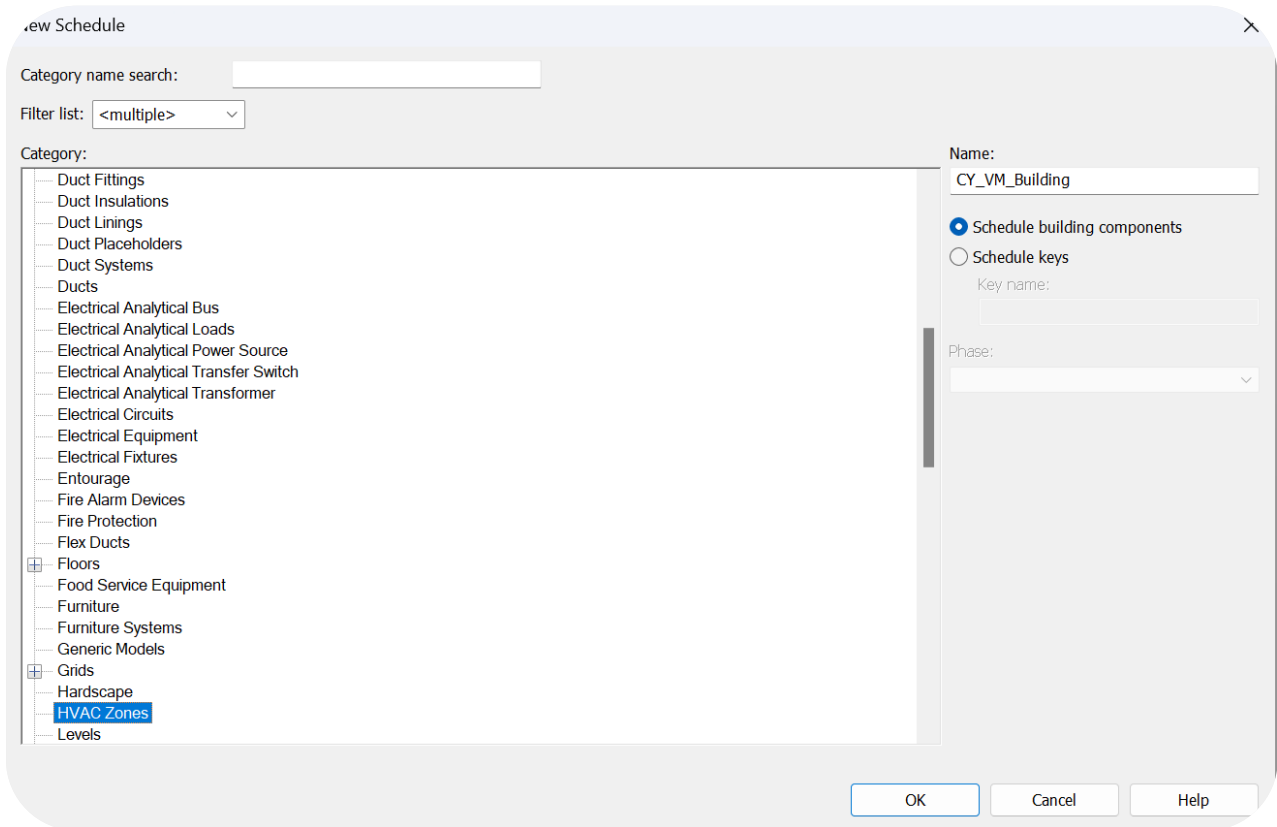 ew Schedule
Category name search:
Filter list: <multiple>
Category:
Duct Fittings
Duct Insulations
Duct Linings
Duct Placeholders
Duct Systems
Ducts
Electrical Analytical Bus
Electrical Analytical Loads
Electrical Analytical Power Source
Electrical Analytical Transfer Switch
Electrical Analytical Transformer
Electrical Circuits
Electrical Equipment
Electrical Fixtures
Entourage
Fire Alarm Devices
Fire Protection
Flex Ducts
Floors
Food Service Equipment
Furniture
Furniture Systems
Generic Models
Grids
Hardscape
HVAC Zones
Levels
Name:
CY_VM_Building
Schedule building components
Schedule keys
Key name:
Phase:
OK Cancel Help